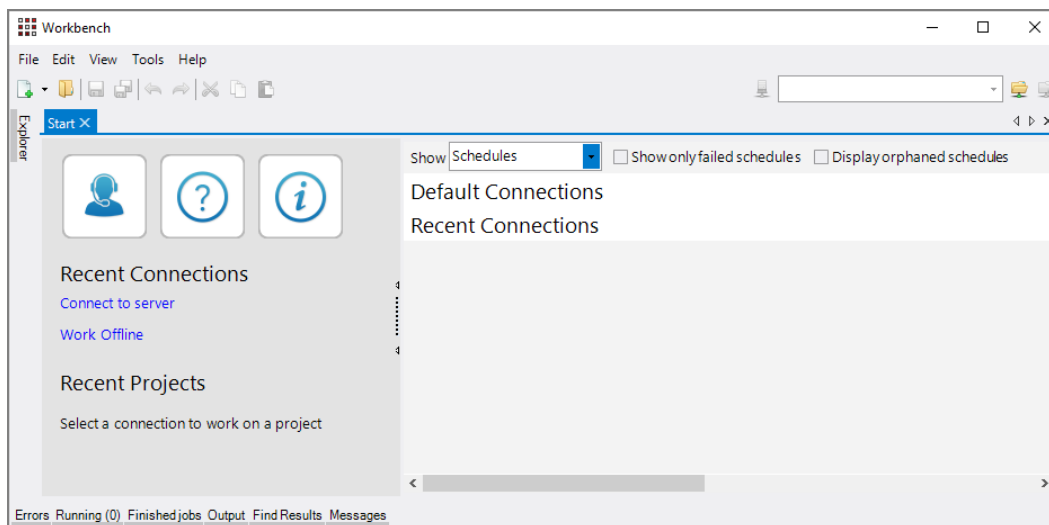 Workbench
File Edit View Tools Help
Explorer
Start
Show Schedules Show only failed schedules Display orphaned schedules
Default Connections
Recent Connections
?
i
Recent Connections
Connect to server
Work Offline
Recent Projects
Select a connection to work on a project
Errors Running (0) Finished jobs Output Find Results Messages